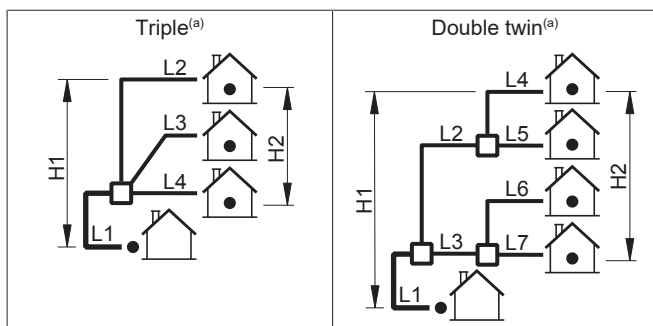 Triple(a)
L2
L3
L4
L1
H1
H2
Double twin(a)
L4
L2
L5
L6
L3
L7
L1
H1
H2